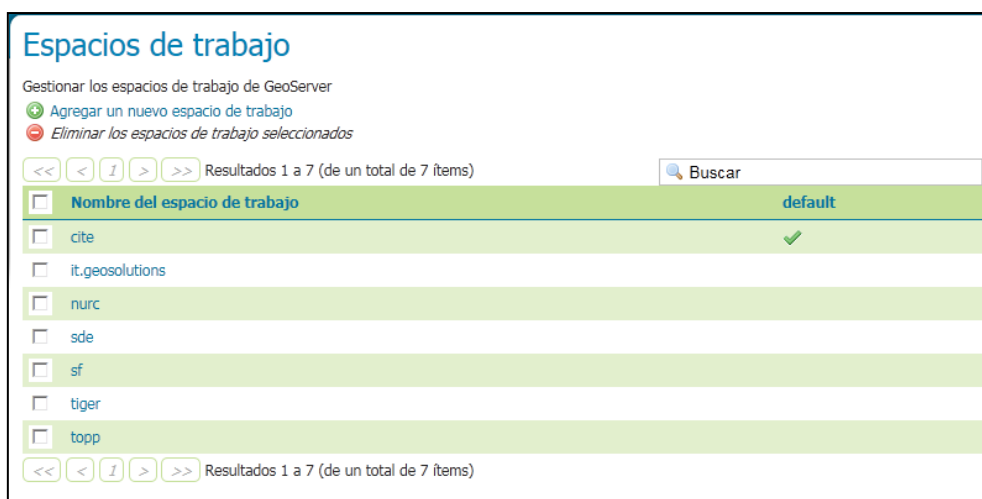 Espacios de trabajo
Gestionar los espacios de trabajo de GeoServer
Agregar un nuevo espacio de trabajo
Eliminar los espacios de trabajo seleccionados
<< < 1 > >> Resultados 1 a 7 (de un total de 7 ítems) Buscar
Nombre del espacio de trabajo default
cite
it.geosolutions
nurc
sde
sf
tiger
topp
<< < 1 > >> Resultados 1 a 7 (de un total de 7 ítems)